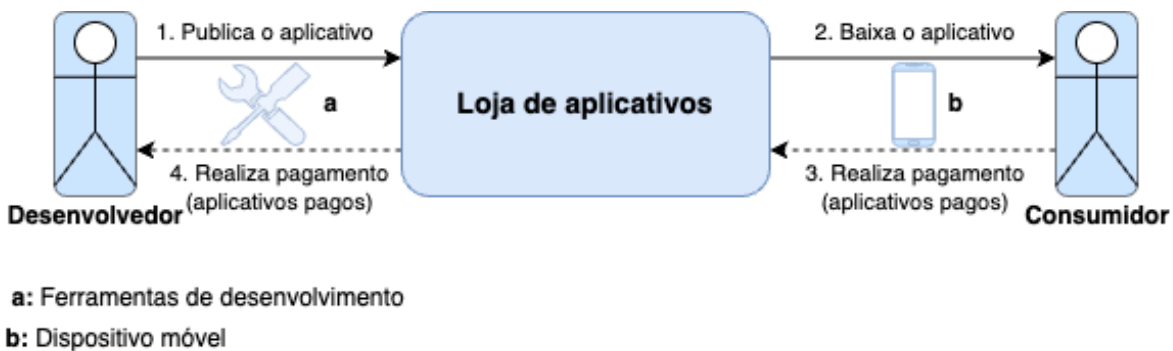 1. Publica o aplicativo
2. Baixa o aplicativo
a
Loja de aplicativos
b
4. Realiza pagamento
(aplicativos pagos)
3. Realiza pagamento
(aplicativos pagos)
Desenvolvedor
Consumidor
a: Ferramentas de desenvolvimento
b: Dispositivo móvel